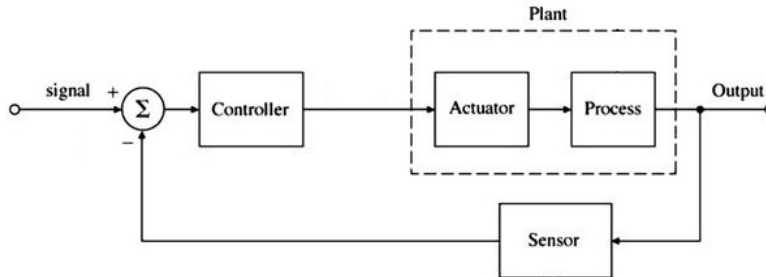 Plant
signal
+
Σ
−
Controller
Actuator
Process
Output
Sensor